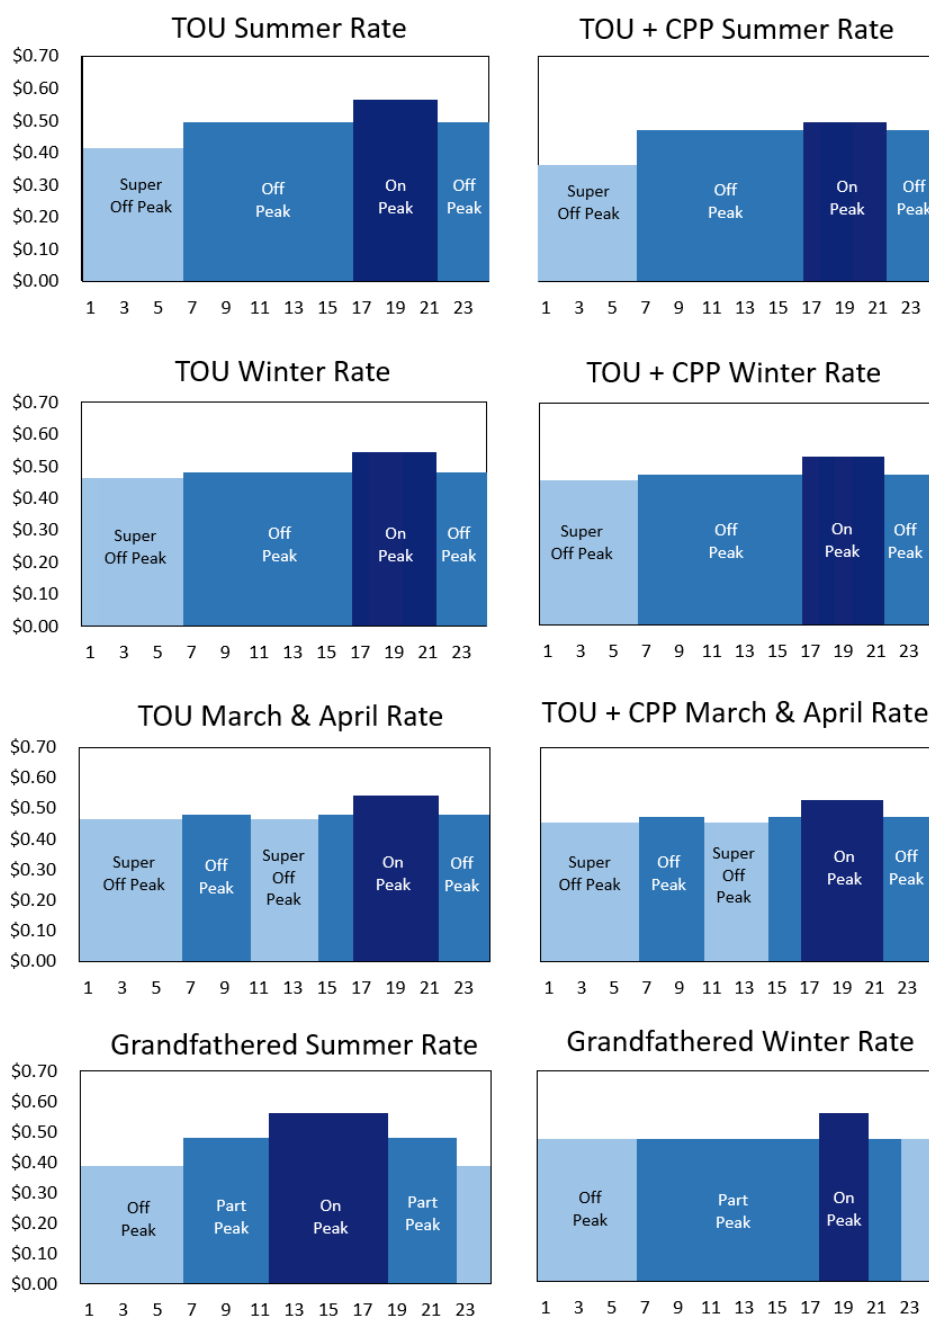 TOU Summer Rate
TOU + CPP Summer Rate
$0.70
$0.60
$0.50
$0.40
$0.30
$0.20
$0.10
$0.00
Super
Off Peak
Off
Peak
On
Peak
Off
Peak
Super
Off Peak
Off
Peak
On
Peak
Off
Peak
1 3 5 7 9 11 13 15 17 19 21 23
1 3 5 7 9 11 13 15 17 19 21 23
TOU Winter Rate
TOU + CPP Winter Rate
$0.70
$0.60
$0.50
$0.40
$0.30
$0.20
$0.10
$0.00
Super
Off Peak
Off
Peak
On
Peak
Off
Peak
Super
Off Peak
Off
Peak
On
Peak
Off
Peak
1 3 5 7 9 11 13 15 17 19 21 23
1 3 5 7 9 11 13 15 17 19 21 23
TOU March & April Rate
TOU + CPP March & April Rate
$0.70
$0.60
$0.50
$0.40
$0.30
$0.20
$0.10
$0.00
Super
Off Peak
Off
Peak
Super
Off
Peak
On
Peak
Off
Peak
Super
Off Peak
Off
Peak
Super
Off
Peak
On
Peak
Off
Peak
1 3 5 7 9 11 13 15 17 19 21 23
1 3 5 7 9 11 13 15 17 19 21 23
Grandfathered Summer Rate
Grandfathered Winter Rate
$0.70
$0.60
$0.50
$0.40
$0.30
$0.20
$0.10
$0.00
Off
Peak
Part
Peak
On
Peak
Part
Peak
Off
Peak
Part
Peak
On
Peak
1 3 5 7 9 11 13 15 17 19 21 23
1 3 5 7 9 11 13 15 17 19 21 23